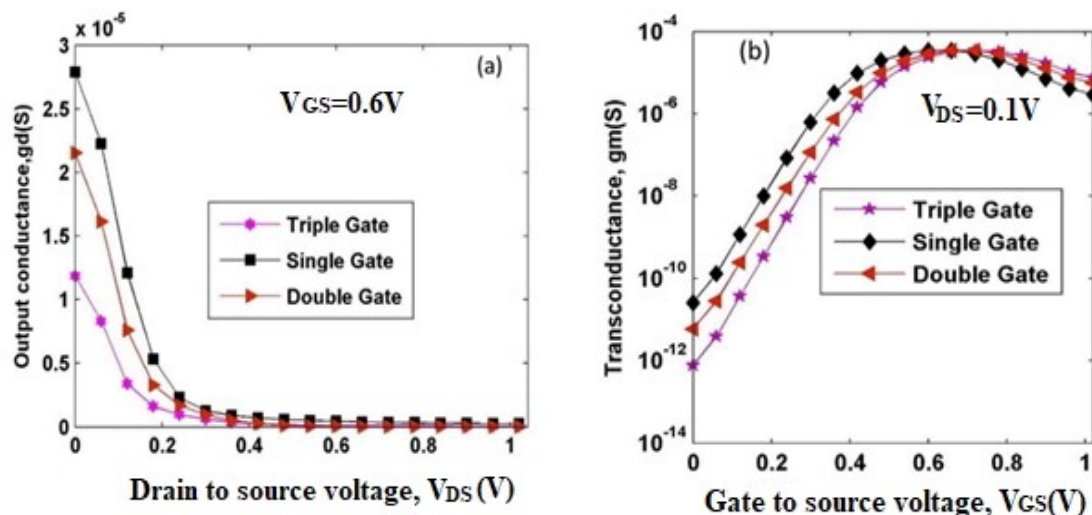 x 10⁻⁵
3
2.5
2
1.5
1
0.5
0
0
0.2
0.4
0.6
0.8
1
Output conductance,gd(S)
(a)
VGS=0.6V
Triple Gate
Single Gate
Double Gate
Drain to source voltage, VDS (V)
10⁻⁴
10⁻⁶
10⁻⁸
10⁻¹⁰
10⁻¹²
10⁻¹⁴
0
0.2
0.4
0.6
0.8
1
Transconductance, gm(S)
(b)
VDS=0.1V
Triple Gate
Single Gate
Double Gate
Gate to source voltage, VGS(V)